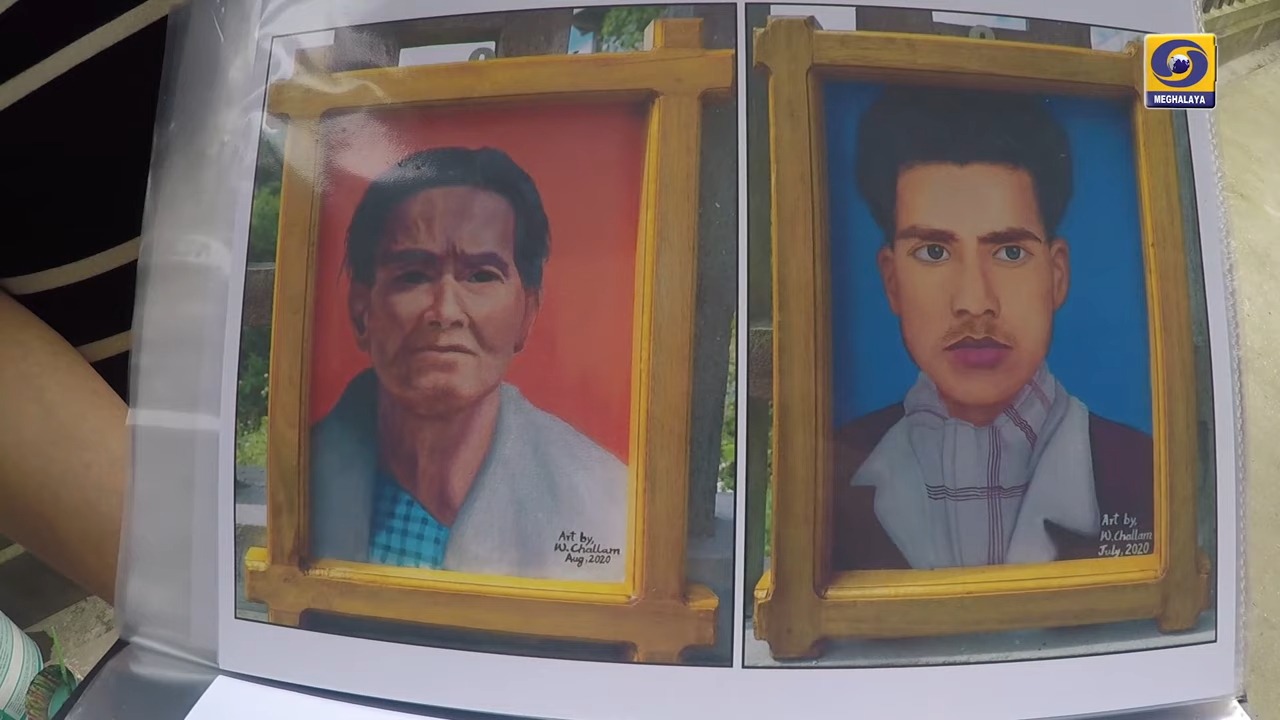 MEGHALAYA
Art by,
W. Challam
Aug, 2020
Art by,
W. Challam
July, 2020